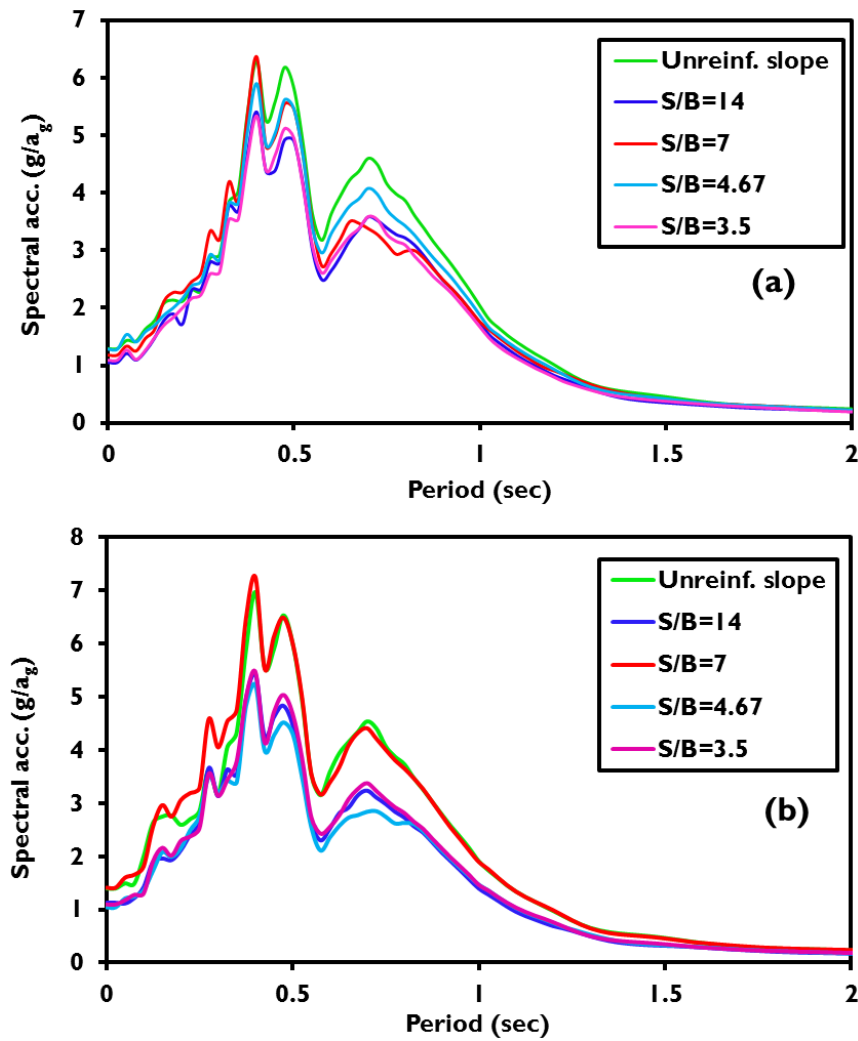 7
6
5
4
3
2
1
0
Spectral acc. (g/a_g)
Unreinf. slope
S/B=14
S/B=7
S/B=4.67
S/B=3.5
(a)
0 0.5 1 1.5 2
Period (sec)
8
7
6
5
4
3
2
1
0
Spectral acc. (g/a_g)
Unreinf. slope
S/B=14
S/B=7
S/B=4.67
S/B=3.5
(b)
0 0.5 1 1.5 2
Period (sec)